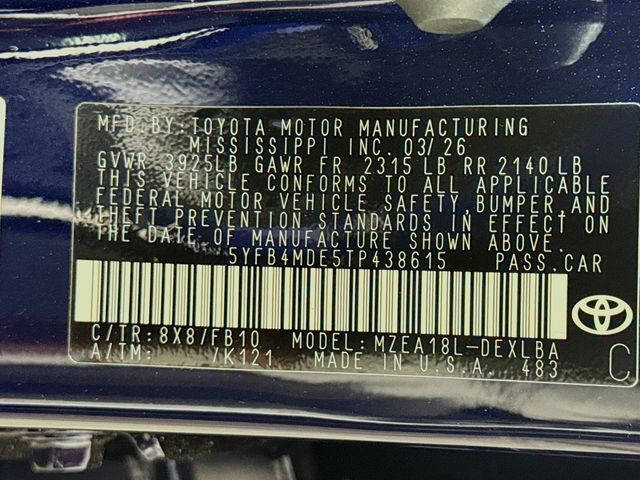 MFD.BY:TOYOTA MOTOR MANUFACTURING
MISSISSIPPI INC. 03/26
GVWR 3925LB GAWR FR 2315 LB RR 2140 LB
THIS VEHICLE CONFORMS TO ALL APPLICABLE
FEDERAL MOTOR VEHICLE SAFETY, BUMPER,AND
THEFT PREVENTION STANDARDS IN EFFECT ON
THE DATE OF MANUFACTURE SHOWN ABOVE.
5YFB4MDE5TP438615 PASS.CAR
C/TR:8X8/FB10 MODEL:MZEA18L-DEXLBA
A/TM: /K121 MADE IN U.S.A. 483
C